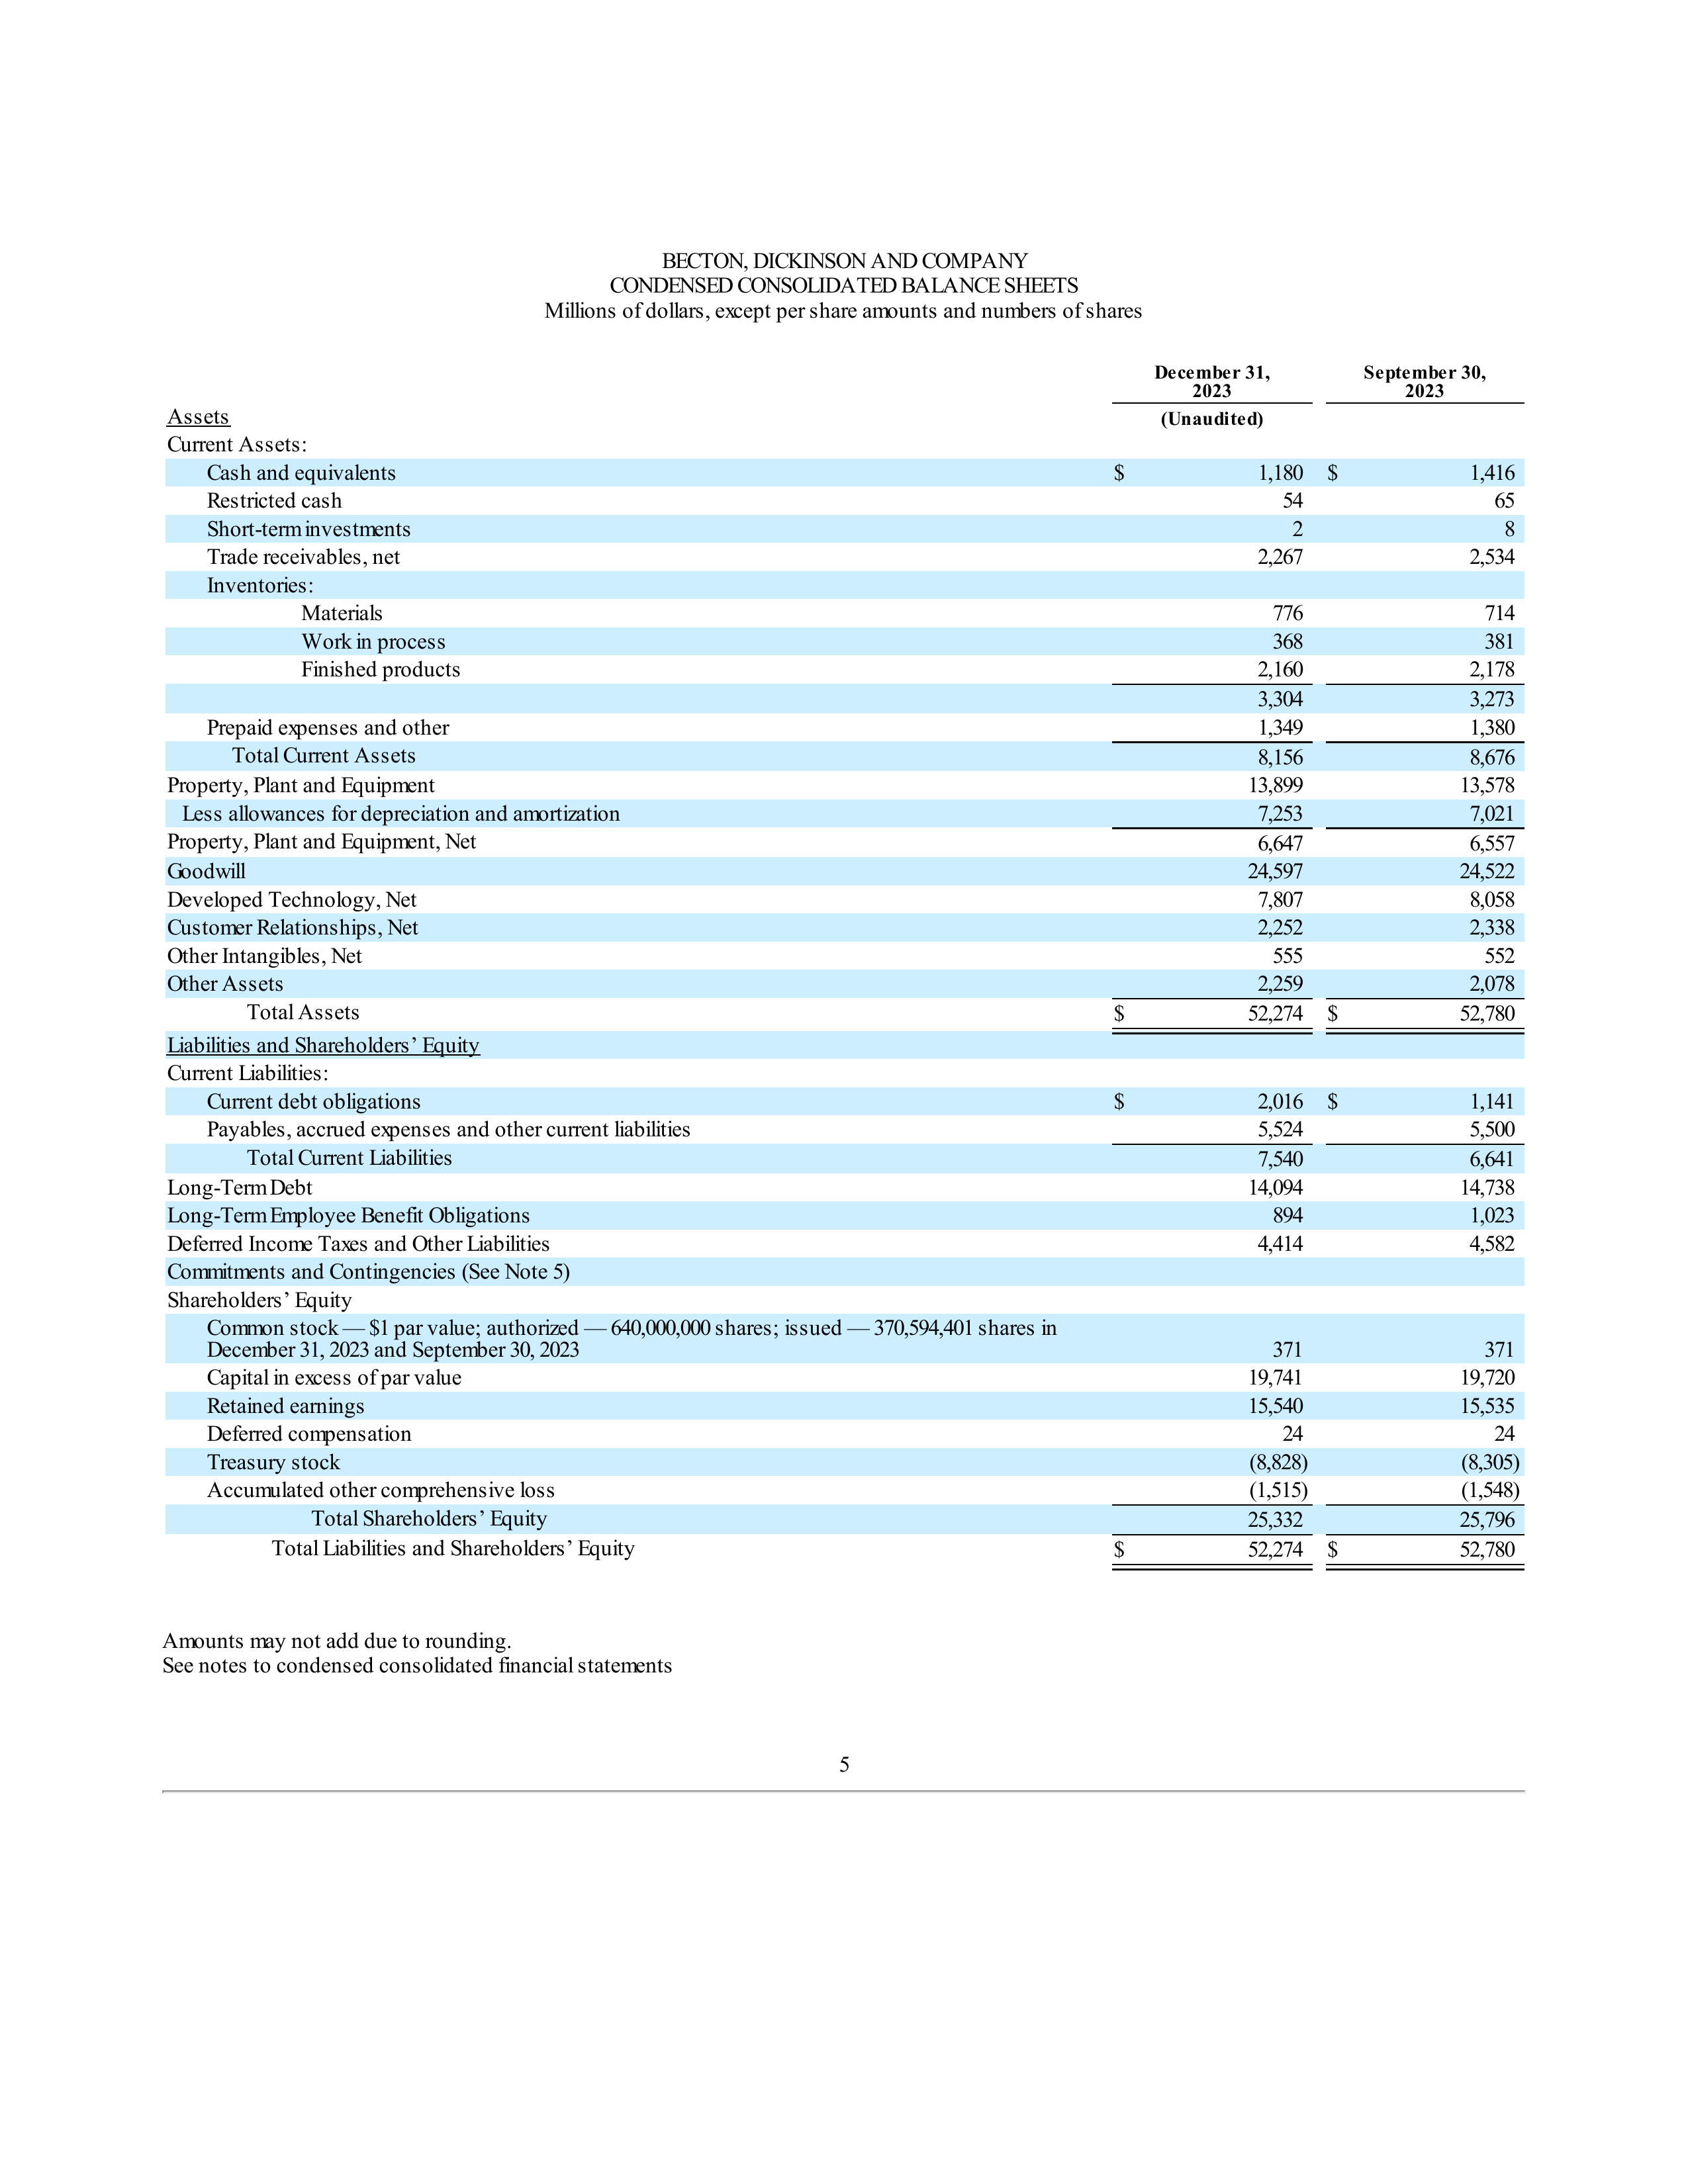 BECTON, DICKINSON AND COMPANY
CONDENSED CONSOLIDATED BALANCE SHEETS
Millions of dollars, except per share amounts and numbers of shares
December 31, 2023 September 30, 2023
Assets (Unaudited)
Current Assets:
Cash and equivalents $ 1,180 $ 1,416
Restricted cash 54 65
Short-term investments 2 8
Trade receivables, net 2,267 2,534
Inventories:
Materials 776 714
Work in process 368 381
Finished products 2,160 2,178
3,304 3,273
Prepaid expenses and other 1,349 1,380
Total Current Assets 8,156 8,676
Property, Plant and Equipment 13,899 13,578
Less allowances for depreciation and amortization 7,253 7,021
Property, Plant and Equipment, Net 6,647 6,557
Goodwill 24,597 24,522
Developed Technology, Net 7,807 8,058
Customer Relationships, Net 2,252 2,338
Other Intangibles, Net 555 552
Other Assets 2,259 2,078
Total Assets $ 52,274 $ 52,780
Liabilities and Shareholders’ Equity
Current Liabilities:
Current debt obligations $ 2,016 $ 1,141
Payables, accrued expenses and other current liabilities 5,524 5,500
Total Current Liabilities 7,540 6,641
Long-Term Debt 14,094 14,738
Long-Term Employee Benefit Obligations 894 1,023
Deferred Income Taxes and Other Liabilities 4,414 4,582
Commitments and Contingencies (See Note 5)
Shareholders’ Equity
Common stock — $1 par value; authorized — 640,000,000 shares; issued — 370,594,401 shares in
December 31, 2023 and September 30, 2023 371 371
Capital in excess of par value 19,741 19,720
Retained earnings 15,540 15,535
Deferred compensation 24 24
Treasury stock (8,828) (8,305)
Accumulated other comprehensive loss (1,515) (1,548)
Total Shareholders’ Equity 25,332 25,796
Total Liabilities and Shareholders’ Equity $ 52,274 $ 52,780
Amounts may not add due to rounding.
See notes to condensed consolidated financial statements
5